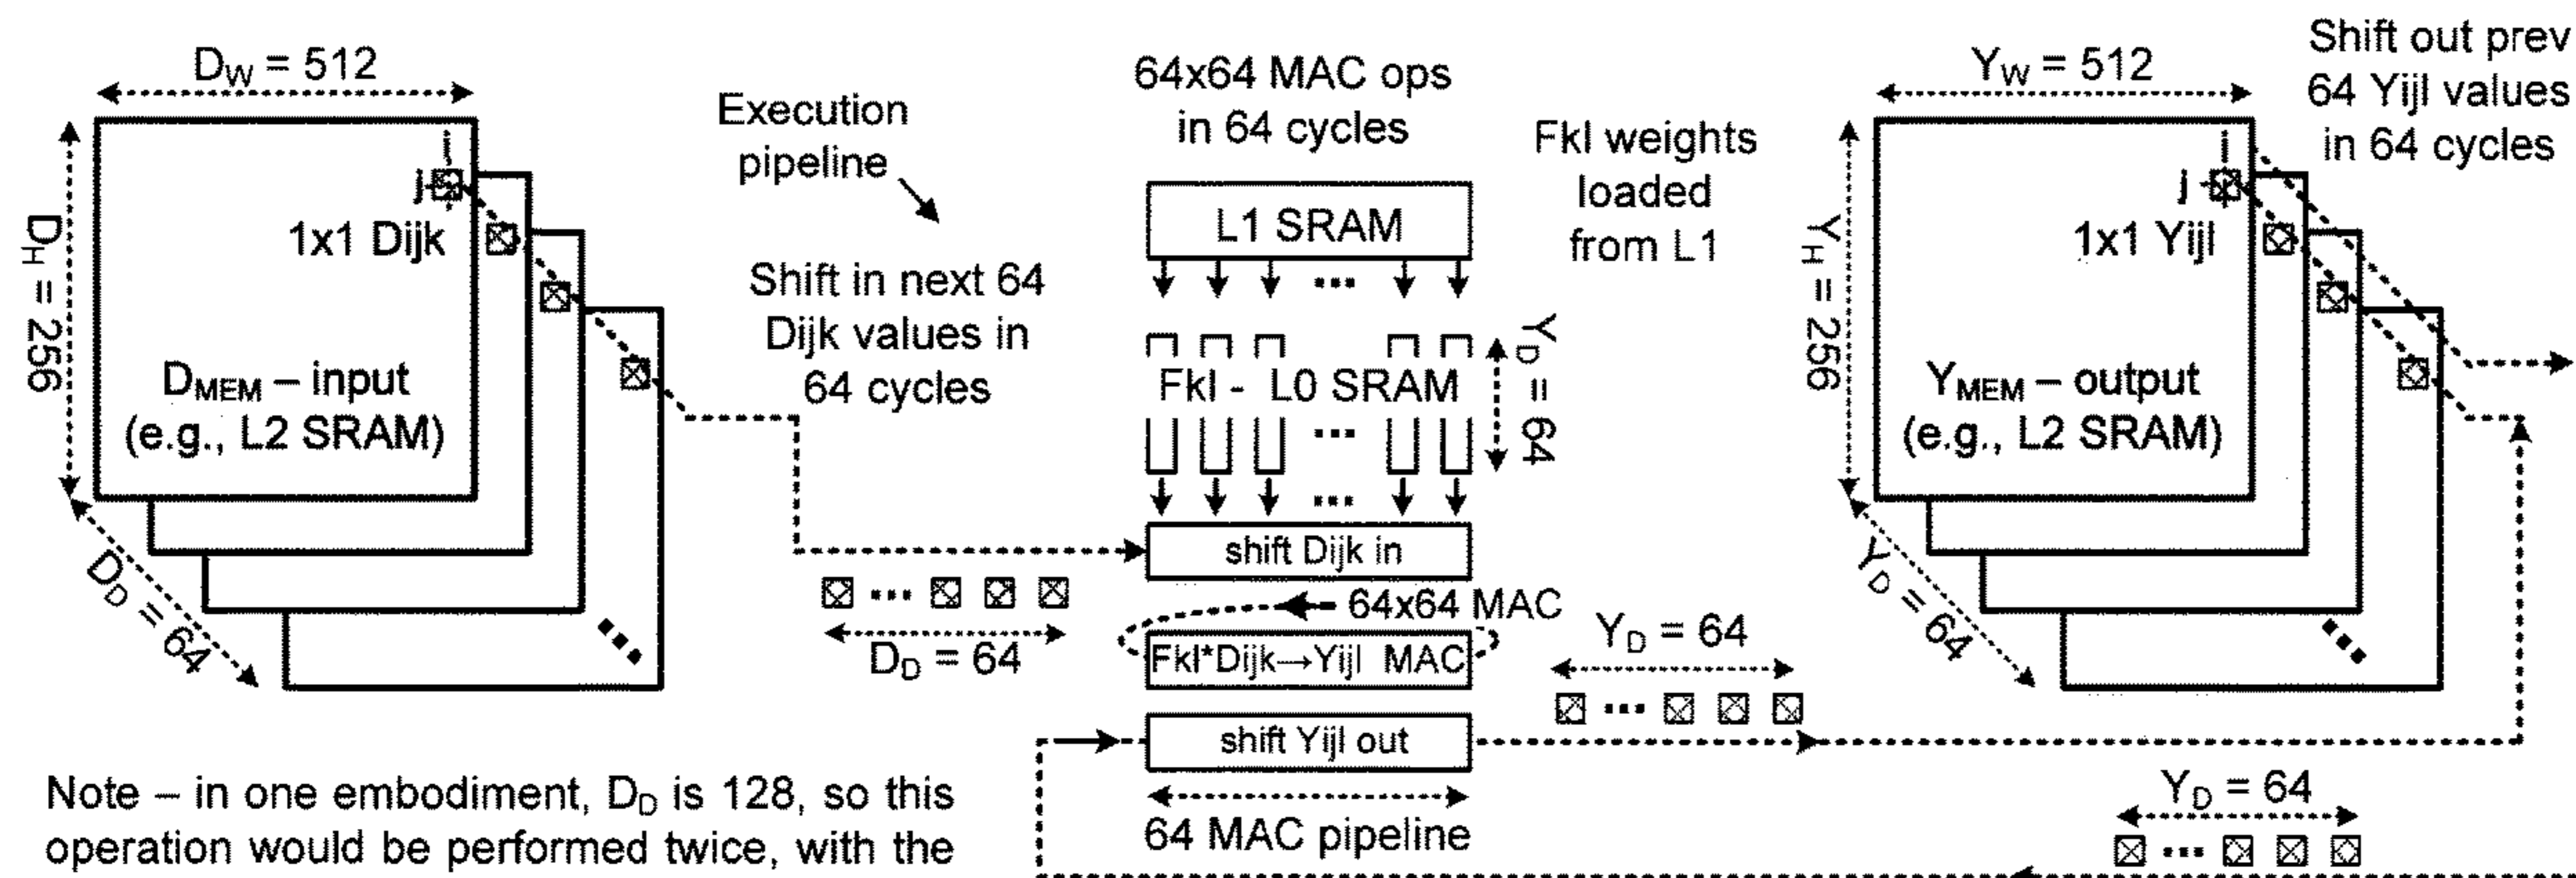 D_W = 512
D_H = 256
i
j
1x1 Dijk
D_MEM – input
(e.g., L2 SRAM)
D_D = 64
Execution
pipeline
Shift in next 64
Dijk values in
64 cycles
D_D = 64
64x64 MAC ops
in 64 cycles
L1 SRAM
...
Fkl - L0 SRAM
...
...
Y_D = 64
Fkl weights
loaded
from L1
shift Dijk in
64x64 MAC
Fkl*Dijk→Yijl MAC
shift Yijl out
64 MAC pipeline
Y_D = 64
Y_W = 512
Y_H = 256
i
j
1x1 Yijl
Y_MEM – output
(e.g., L2 SRAM)
Y_D = 64
Shift out prev
64 Yijl values
in 64 cycles
Y_D = 64
Note – in one embodiment, D_D is 128, so this
operation would be performed twice, with the